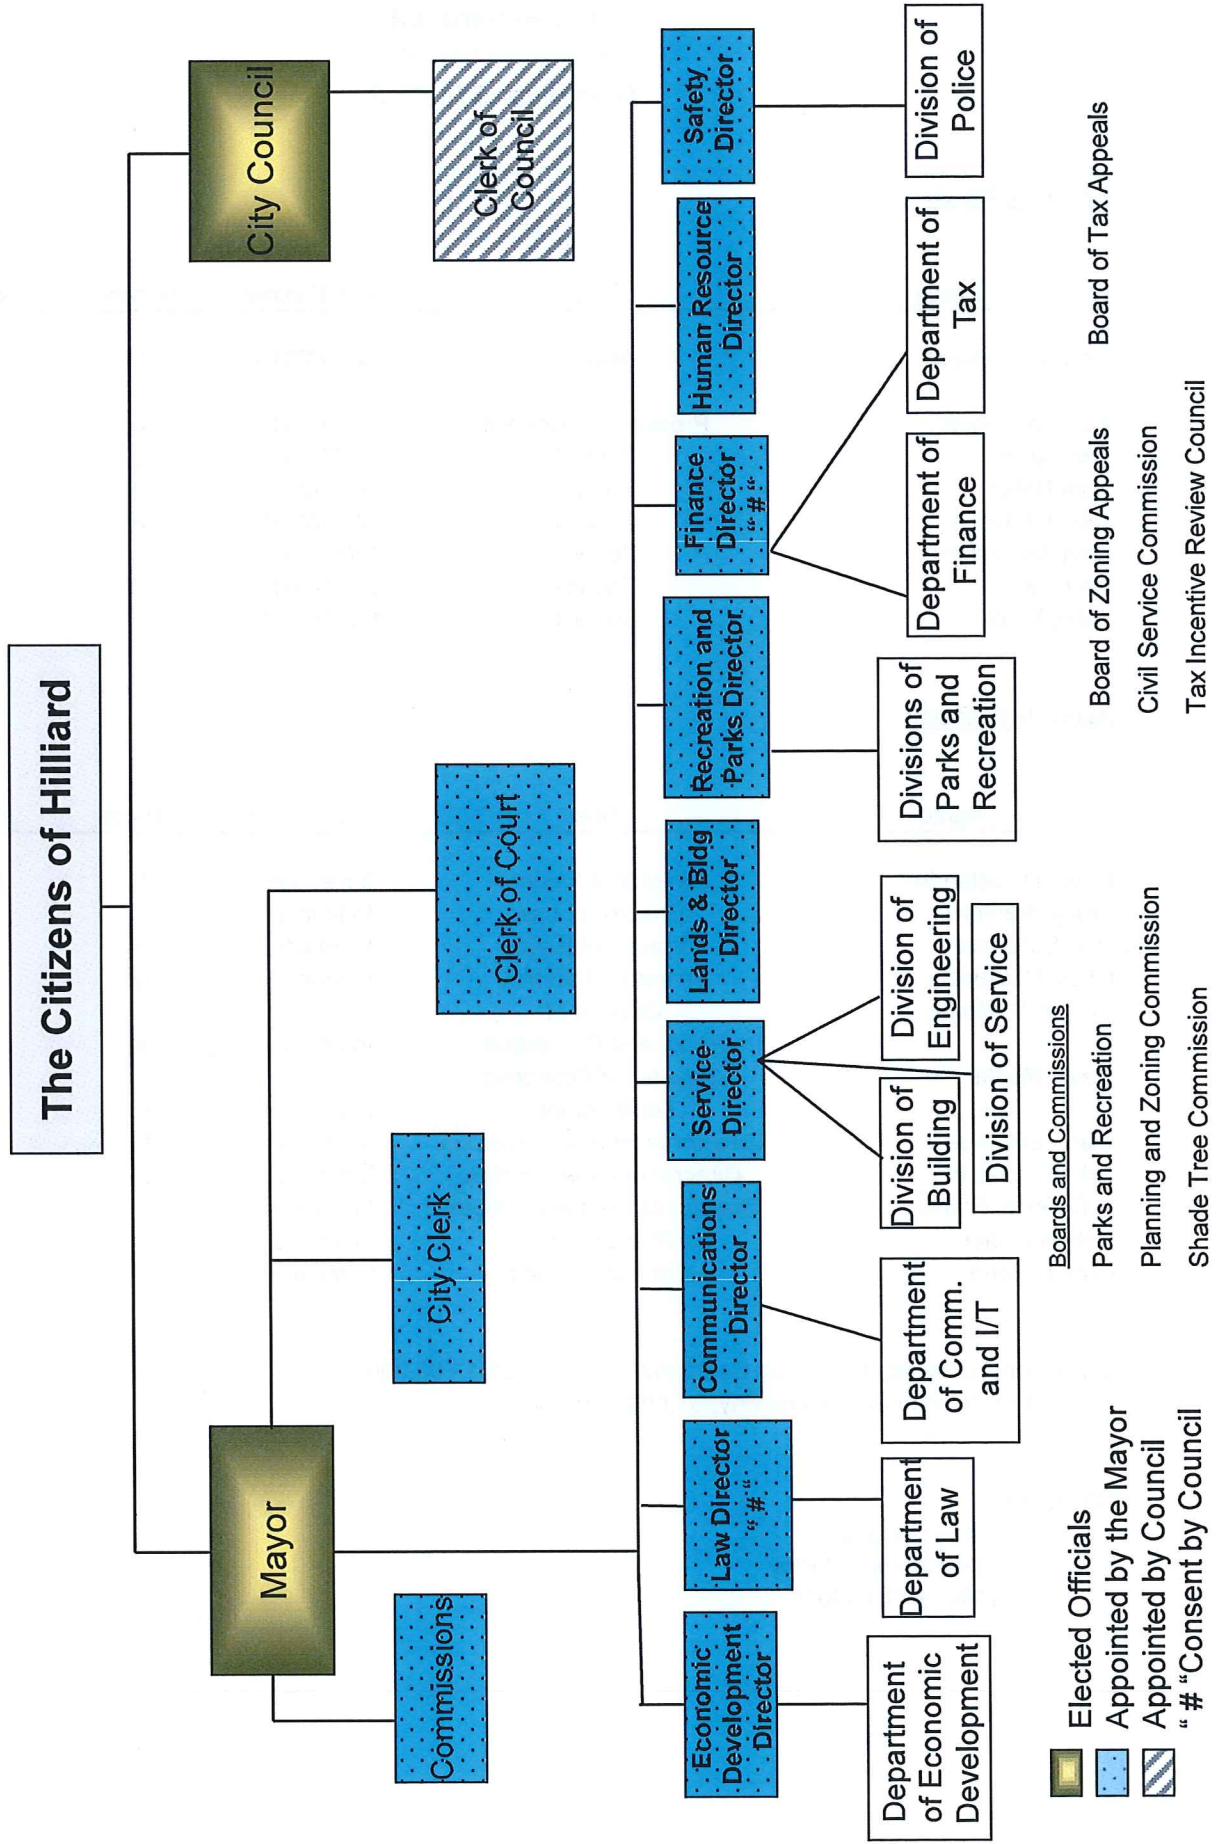 The Citizens of Hilliard
Mayor
City Council
Commissions
City Clerk
Clerk of Court
Clerk of
Council
Economic
Development
Director
Law Director
“ # “
Communications
Director
Service
Director
Lands & Bldg
Director
Recreation and
Parks Director
Finance
Director
“ # “
Human Resource
Director
Safety
Director
Department
of Economic
Development
Department
of Law
Department
of Comm.
and I/T
Division of
Building
Division of
Engineering
Division of Service
Divisions of
Parks and
Recreation
Department of
Finance
Department of
Tax
Division of
Police
Elected Officials
Appointed by the Mayor
Appointed by Council
“ # “Consent by Council
Boards and Commissions
Parks and Recreation
Planning and Zoning Commission
Shade Tree Commission
Board of Zoning Appeals
Civil Service Commission
Tax Incentive Review Council
Board of Tax Appeals